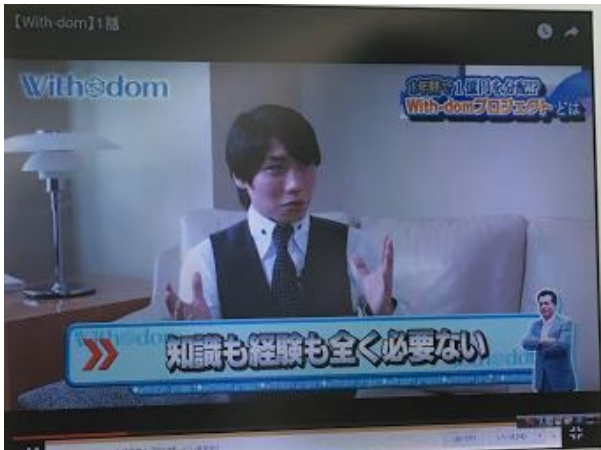 【With-dom】1話
With dom
1年間で1億円を分配
With-domプロジェクトとは
知識も経験も全く必要ない